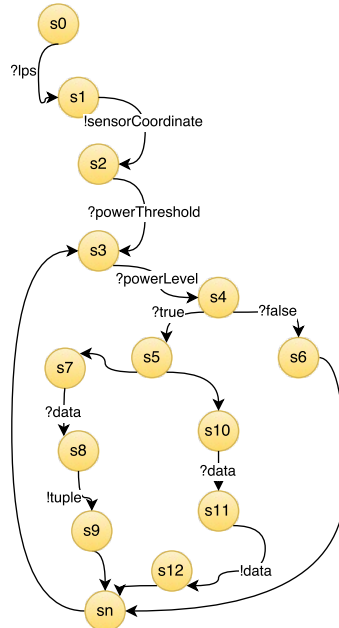 s0
?lps
s1
!sensorCoordinate
s2
?powerThreshold
s3
?powerLevel
s4
?true
?false
s5
s6
s7
s10
?data
s8
?data
!tuple
s11
s9
s12
!data
sn